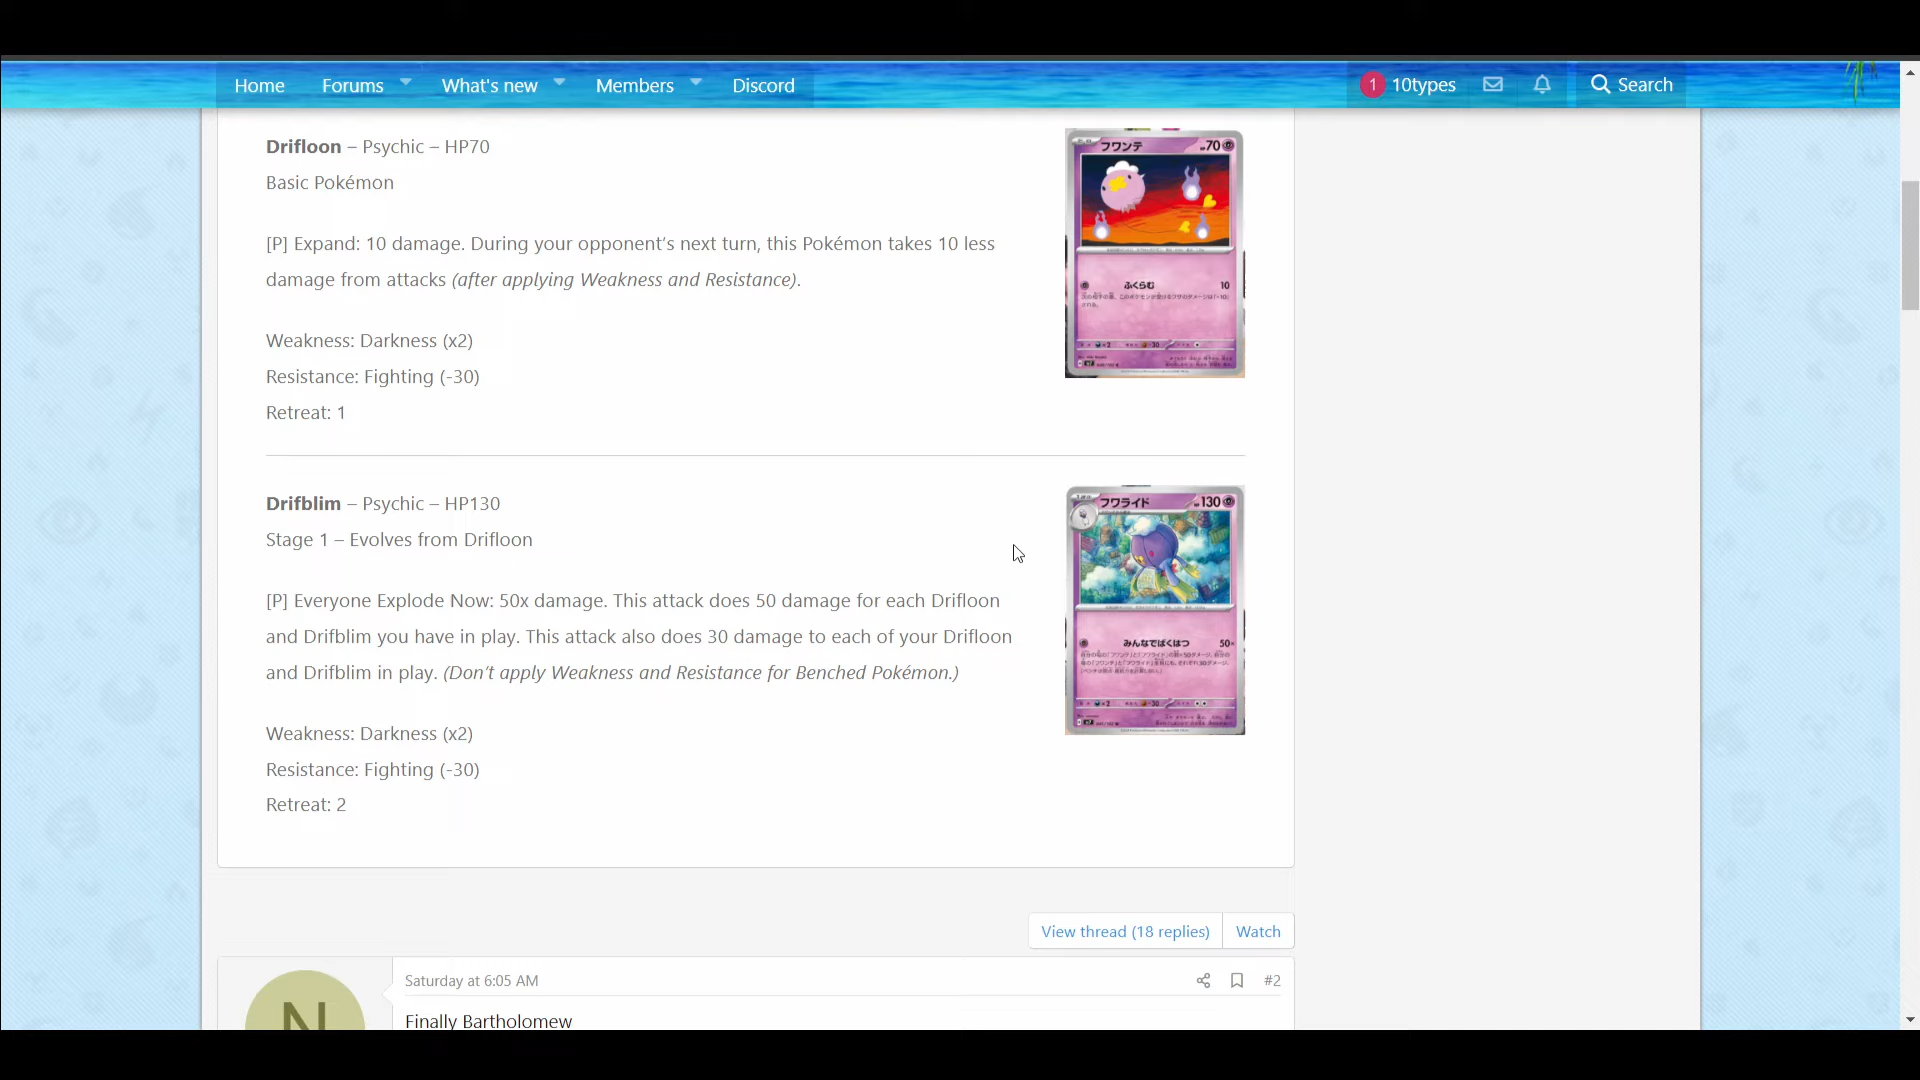 Home Forums What's new Members Discord 1 10types Search
Drifloon – Psychic – HP70
Basic Pokémon
[P] Expand: 10 damage. During your opponent’s next turn, this Pokémon takes 10 less
damage from attacks (after applying Weakness and Resistance).
Weakness: Darkness (x2)
Resistance: Fighting (-30)
Retreat: 1
フワンテ 70
ふくらむ 10
Drifblim – Psychic – HP130
Stage 1 – Evolves from Drifloon
[P] Everyone Explode Now: 50x damage. This attack does 50 damage for each Drifloon
and Drifblim you have in play. This attack also does 30 damage to each of your Drifloon
and Drifblim in play. (Don’t apply Weakness and Resistance for Benched Pokémon.)
Weakness: Darkness (x2)
Resistance: Fighting (-30)
Retreat: 2
フワライド 130
みんなでばくはつ 50×
View thread (18 replies) Watch
N
Saturday at 6:05 AM #2
Finally Bartholomew